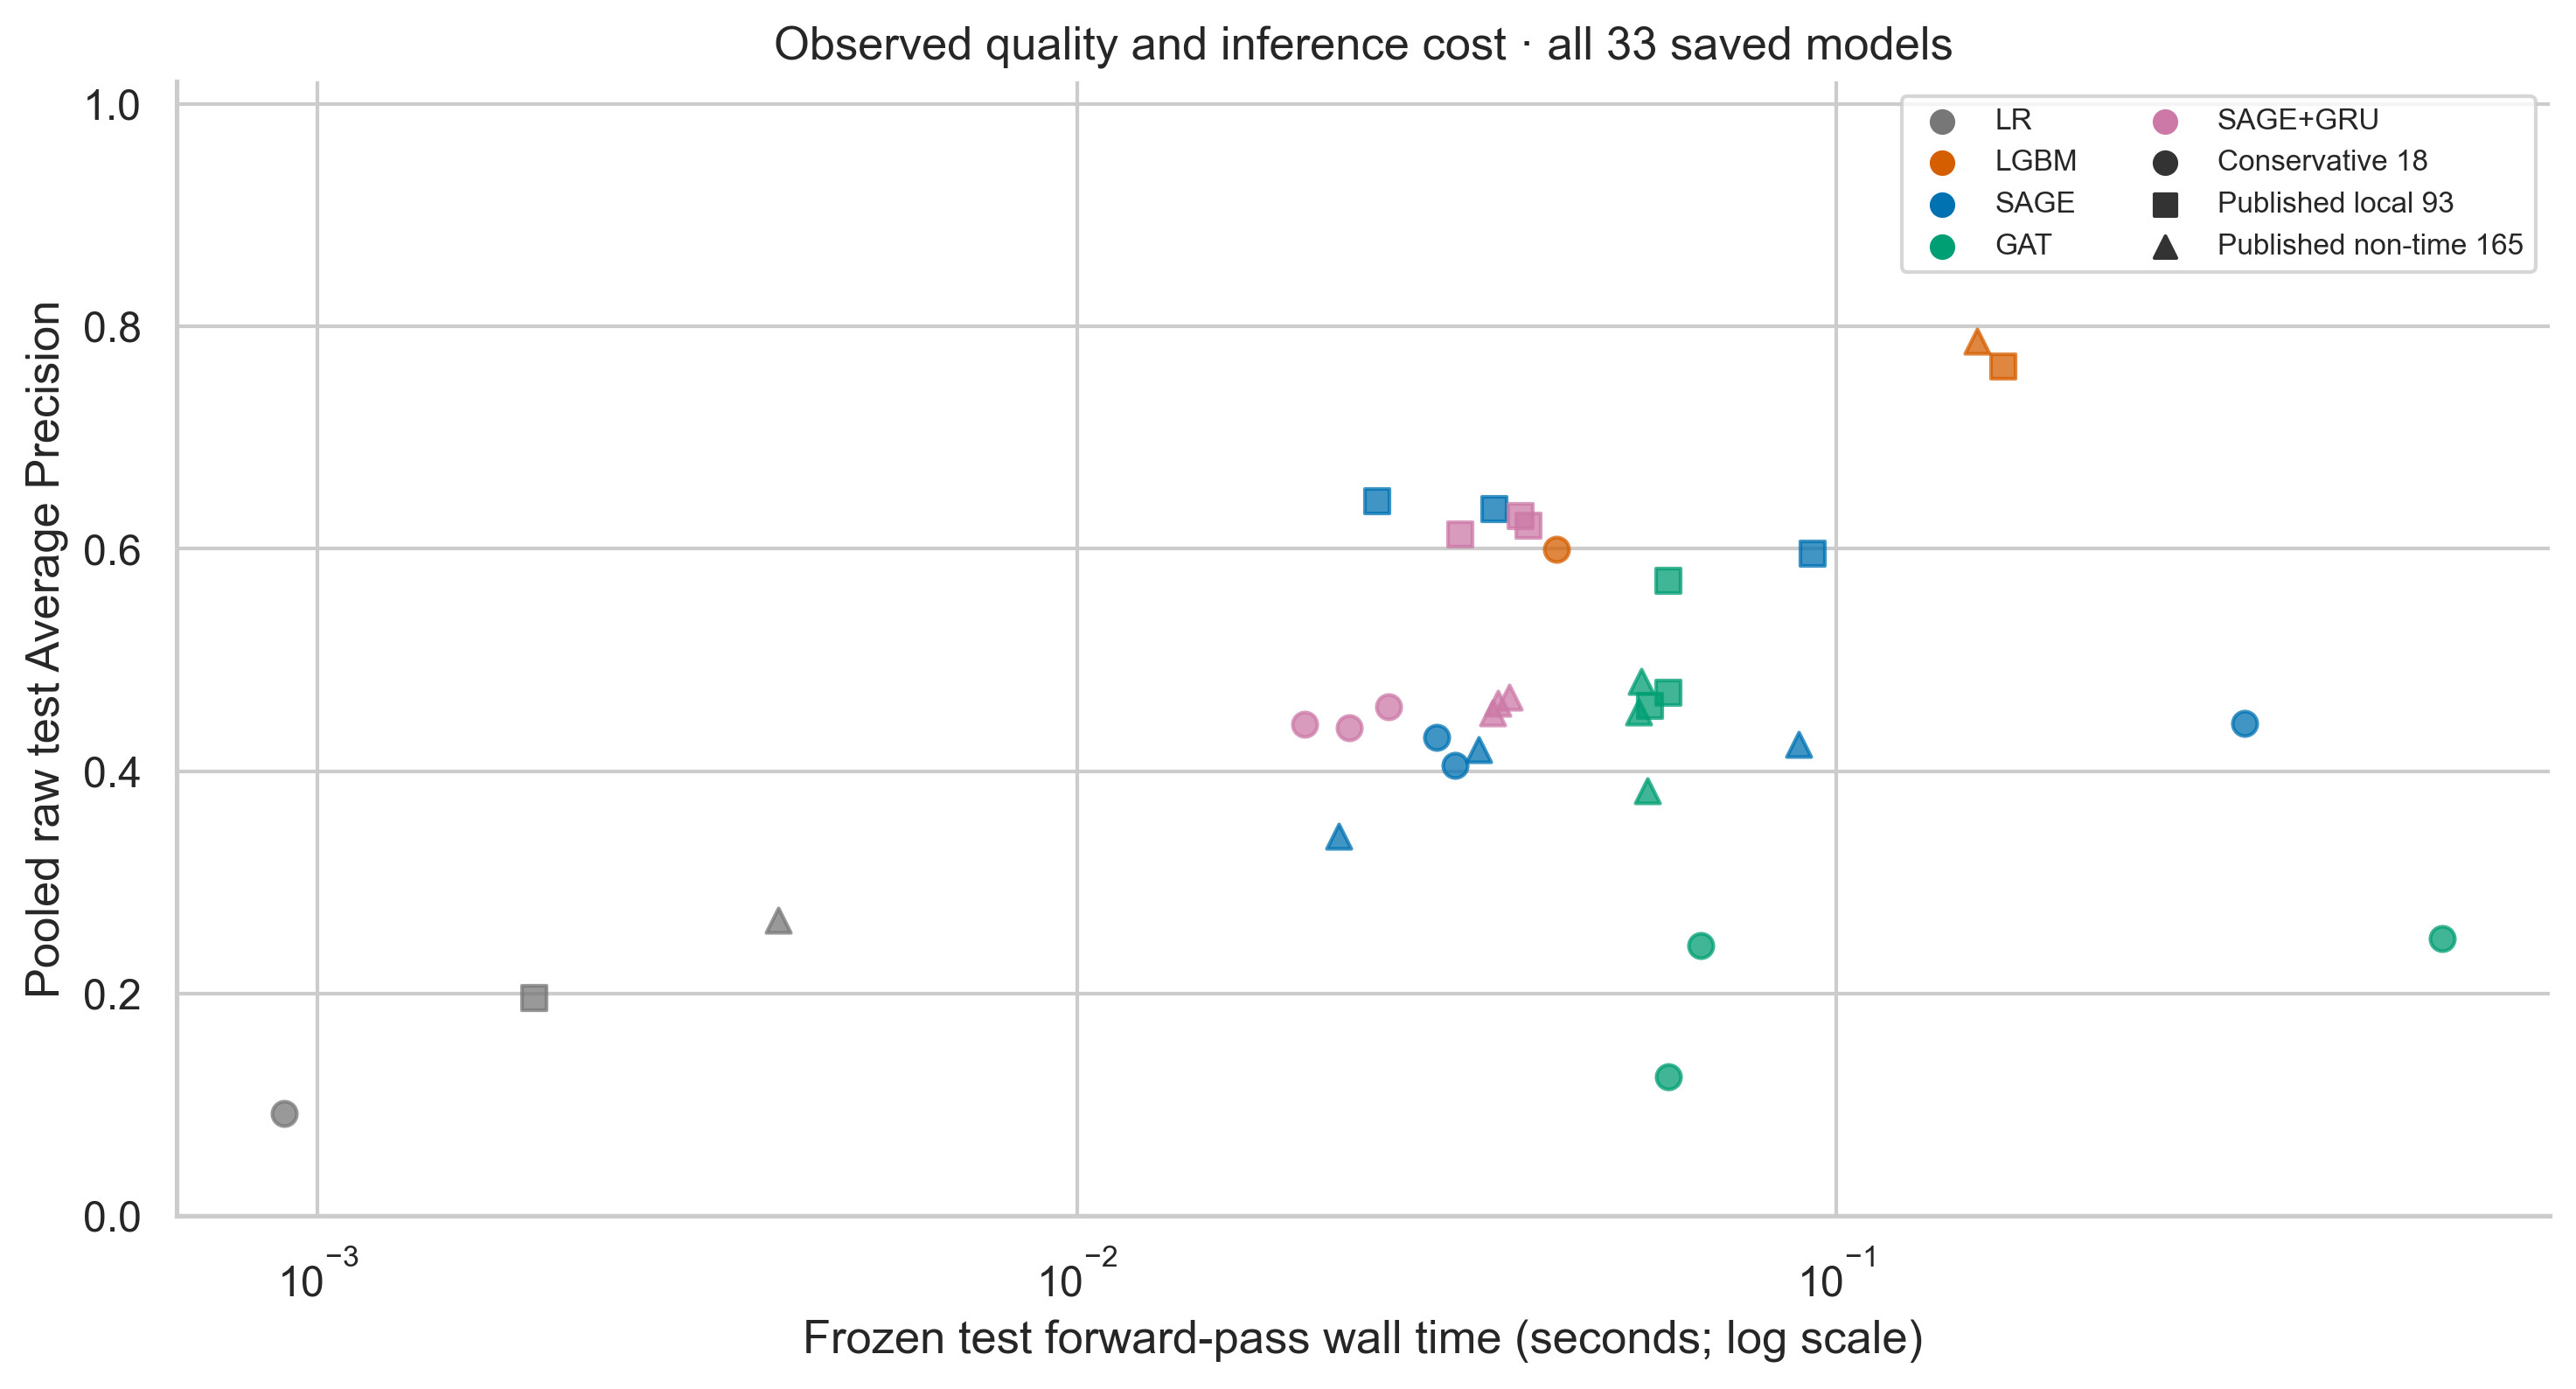 Observed quality and inference cost · all 33 saved models
Pooled raw test Average Precision
1.0
0.8
0.6
0.4
0.2
0.0
LR
LGBM
SAGE
GAT
SAGE+GRU
Conservative 18
Published local 93
Published non-time 165
10⁻³
10⁻²
10⁻¹
Frozen test forward-pass wall time (seconds; log scale)